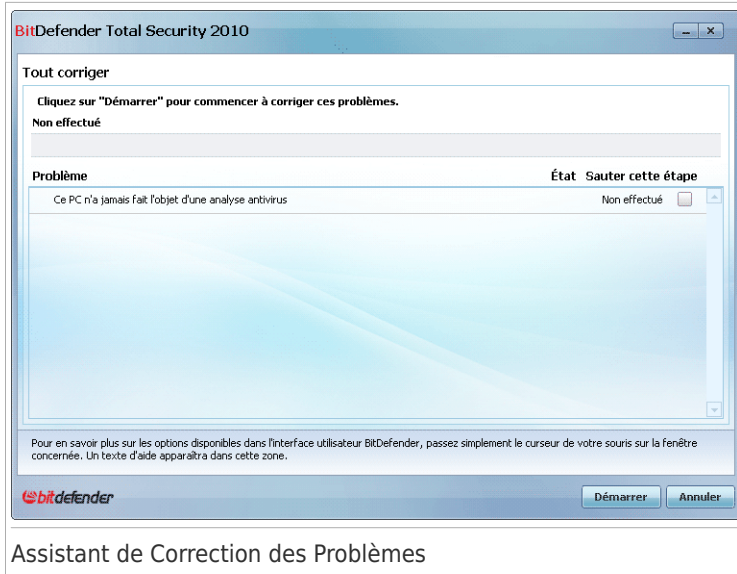 BitDefender Total Security 2010
Tout corriger
Cliquez sur "Démarrer" pour commencer à corriger ces problèmes.
Non effectué
Problème État Sauter cette étape
Ce PC n'a jamais fait l'objet d'une analyse antivirus Non effectué
Pour en savoir plus sur les options disponibles dans l'interface utilisateur BitDefender, passez simplement le curseur de votre souris sur la fenêtre
concernée. Un texte d'aide apparaîtra dans cette zone.
bitdefender Démarrer Annuler
Assistant de Correction des Problèmes